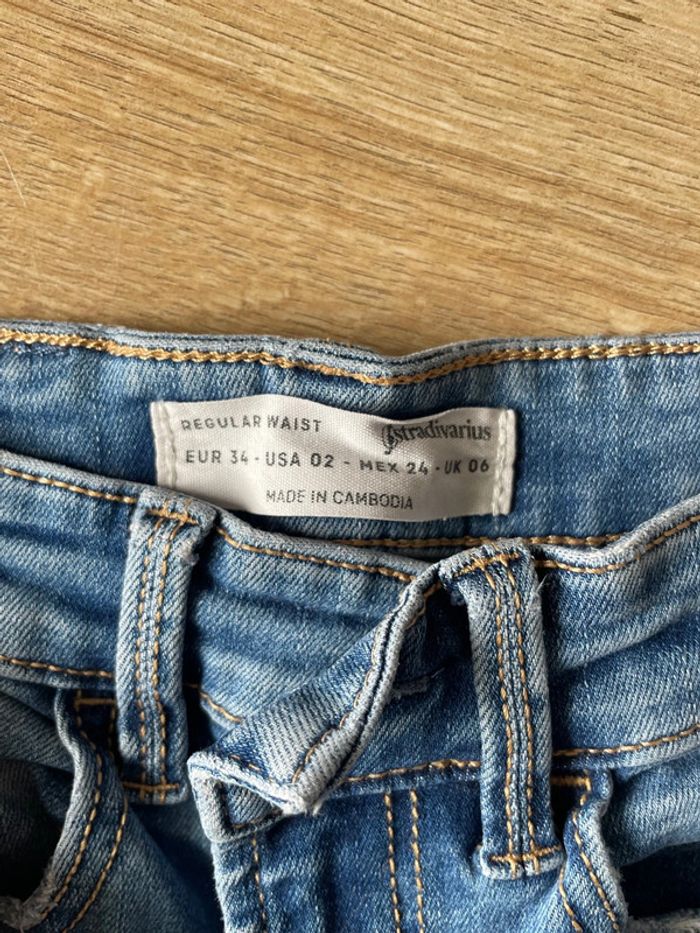 REGULAR WAIST
stradivarius
EUR 34 - USA 02 - MEX 24 - UK 06
MADE IN CAMBODIA